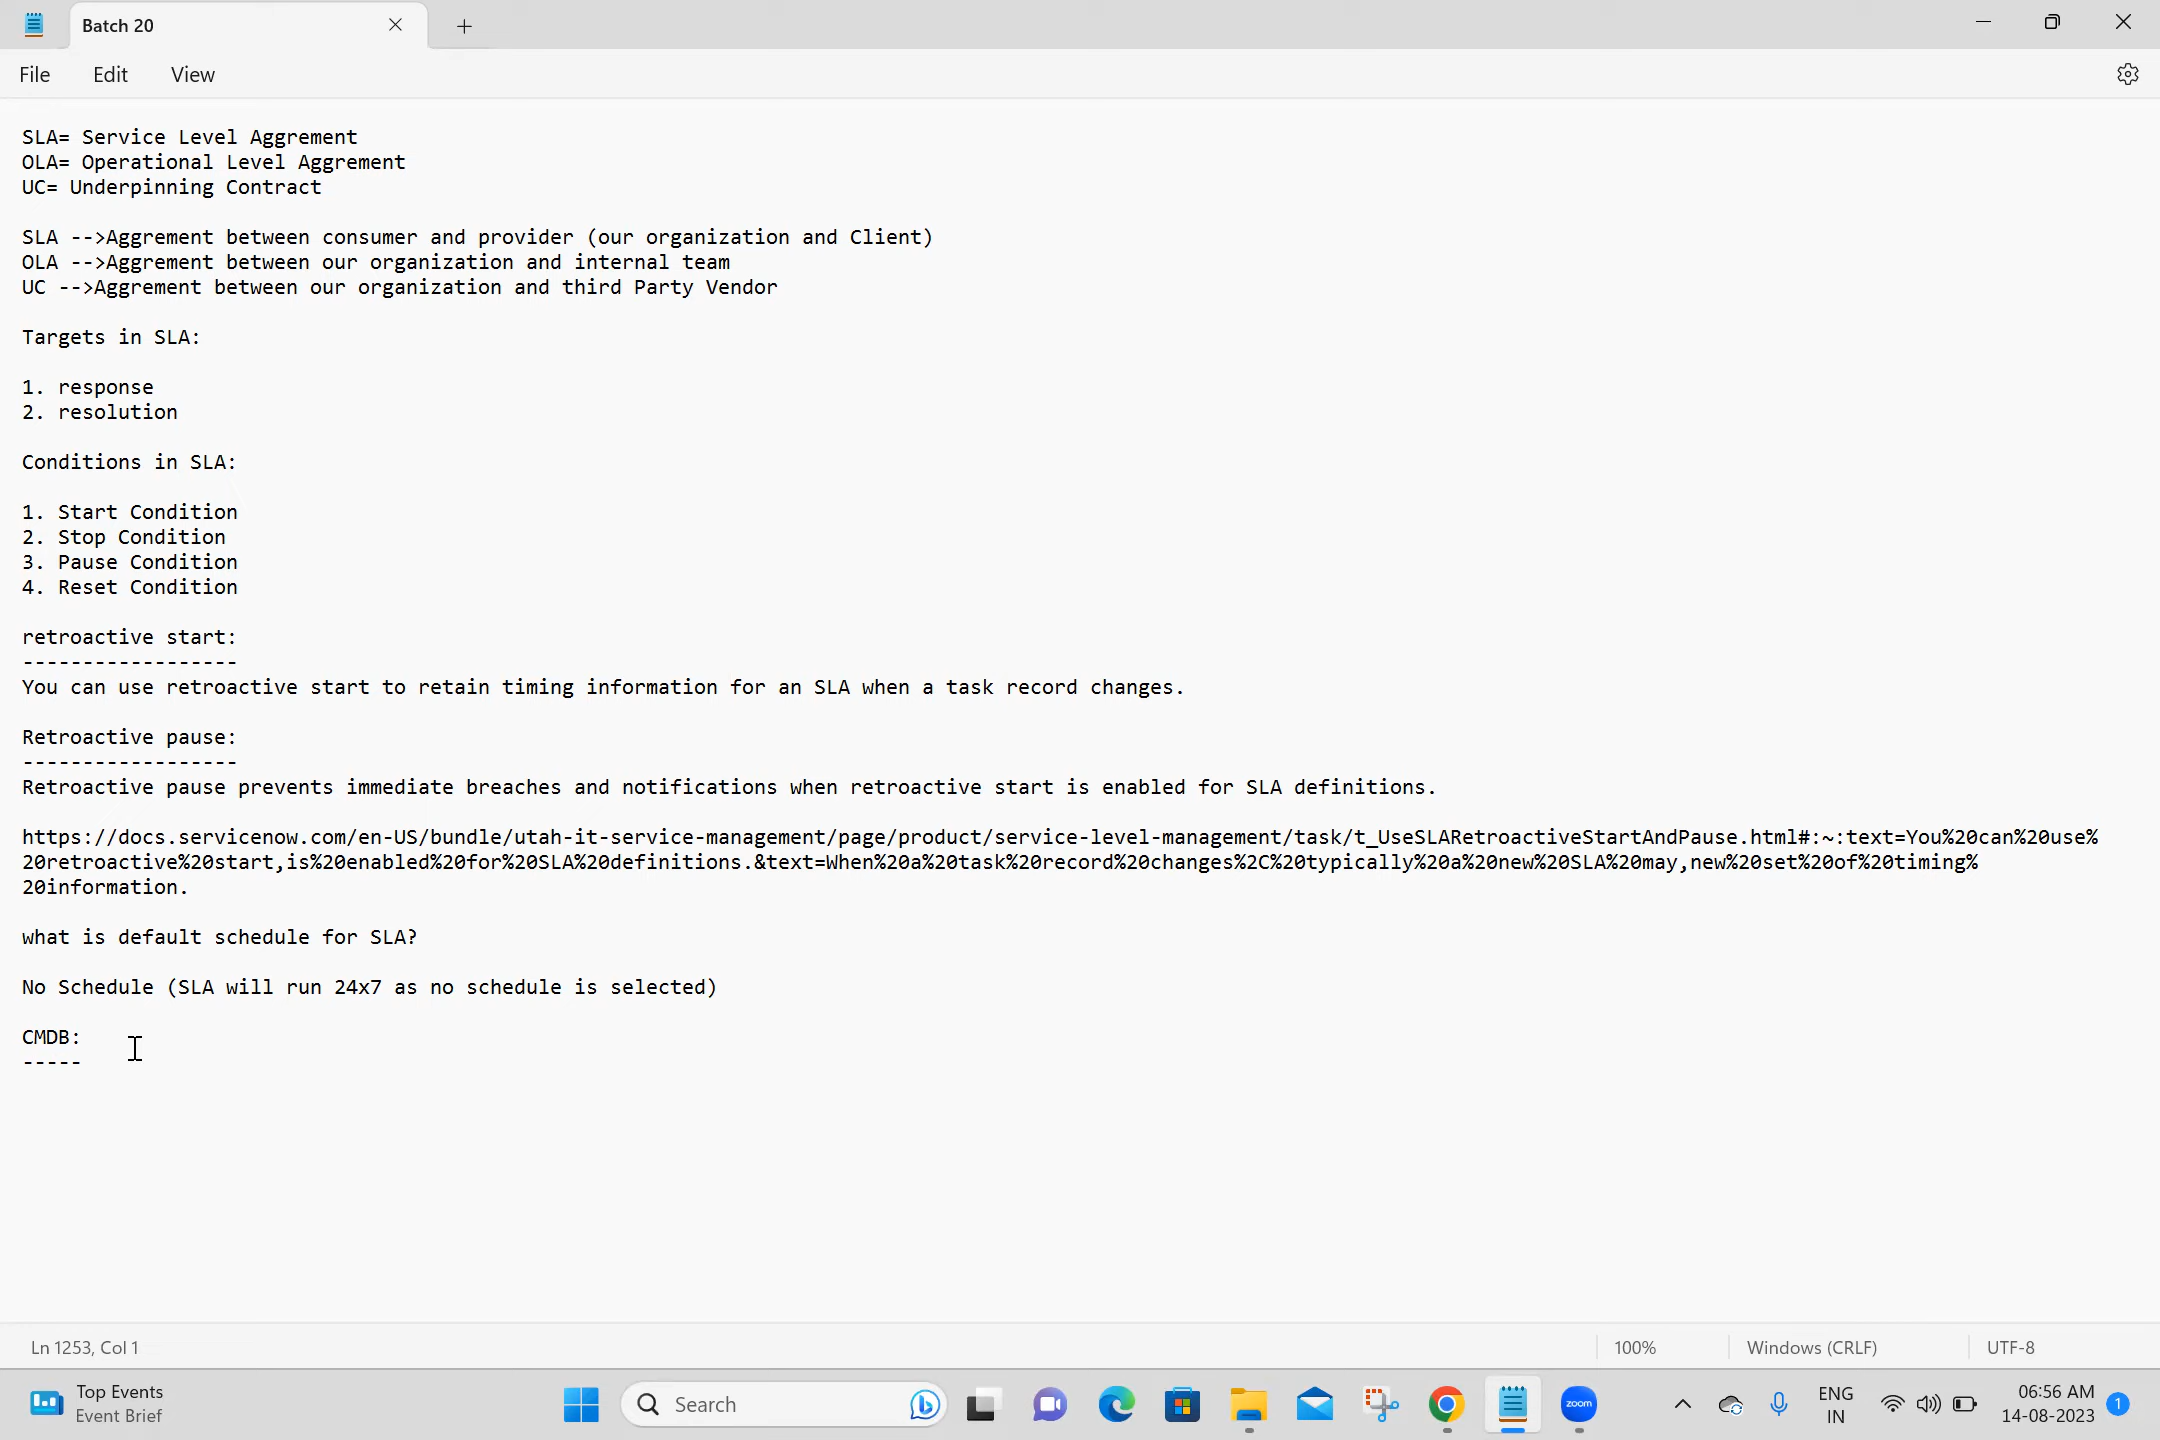 Batch 20
File Edit View
SLA= Service Level Aggrement
OLA= Operational Level Aggrement
UC= Underpinning Contract
SLA -->Aggrement between consumer and provider (our organization and Client)
OLA -->Aggrement between our organization and internal team
UC -->Aggrement between our organization and third Party Vendor
Targets in SLA:
1. response
2. resolution
Conditions in SLA:
1. Start Condition
2. Stop Condition
3. Pause Condition
4. Reset Condition
retroactive start:
------------------
You can use retroactive start to retain timing information for an SLA when a task record changes.
Retroactive pause:
------------------
Retroactive pause prevents immediate breaches and notifications when retroactive start is enabled for SLA definitions.
https://docs.servicenow.com/en-US/bundle/utah-it-service-management/page/product/service-level-management/task/t_UseSLARetroactiveStartAndPause.html#:~:text=You%20can%20use%
20retroactive%20start,is%20enabled%20for%20SLA%20definitions.&text=When%20a%20task%20record%20changes%2C%20typically%20a%20new%20SLA%20may,new%20set%20of%20timing%
20information.
what is default schedule for SLA?
No Schedule (SLA will run 24x7 as no schedule is selected)
CMDB:
-----
Ln 1253, Col 1 100% Windows (CRLF) UTF-8
Top Events
Event Brief
Search
zoom
ENG
IN
06:56 AM
14-08-2023
1